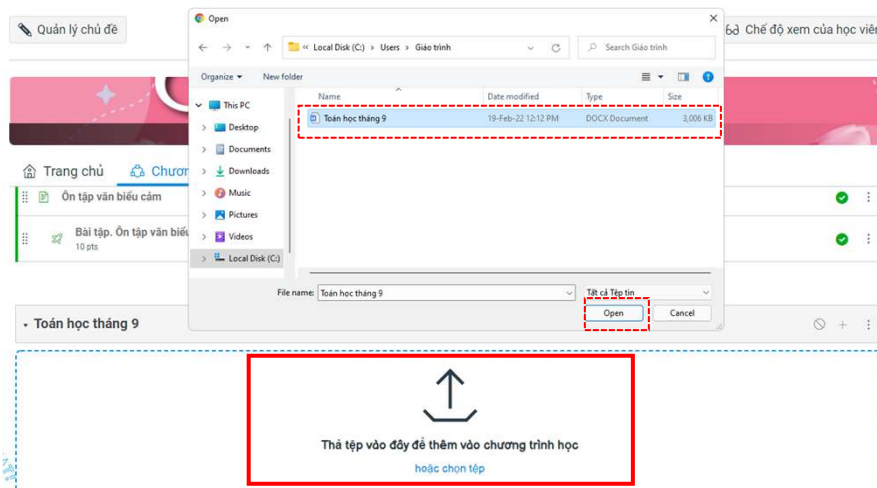 Quản lý chủ đề
Open
Chế độ xem của học viên
Local Disk (C:) › Users › Giáo trình
Search Giáo trình
Organize
New folder
Name
Date modified
Type
Size
This PC
Toán học tháng 9
19-Feb-22 12:12 PM
DOCX Document
3,006 KB
Desktop
Documents
Downloads
Music
Pictures
Videos
Local Disk (C:)
Trang chủ
Ôn tập văn biểu cảm
Bài tập. Ôn tập văn
10 pts
File name:
Toán học tháng 9
Tất cả Tệp tin
Open
Cancel
Toán học tháng 9
Thả tệp vào đây để thêm vào chương trình học
hoặc chọn tệp